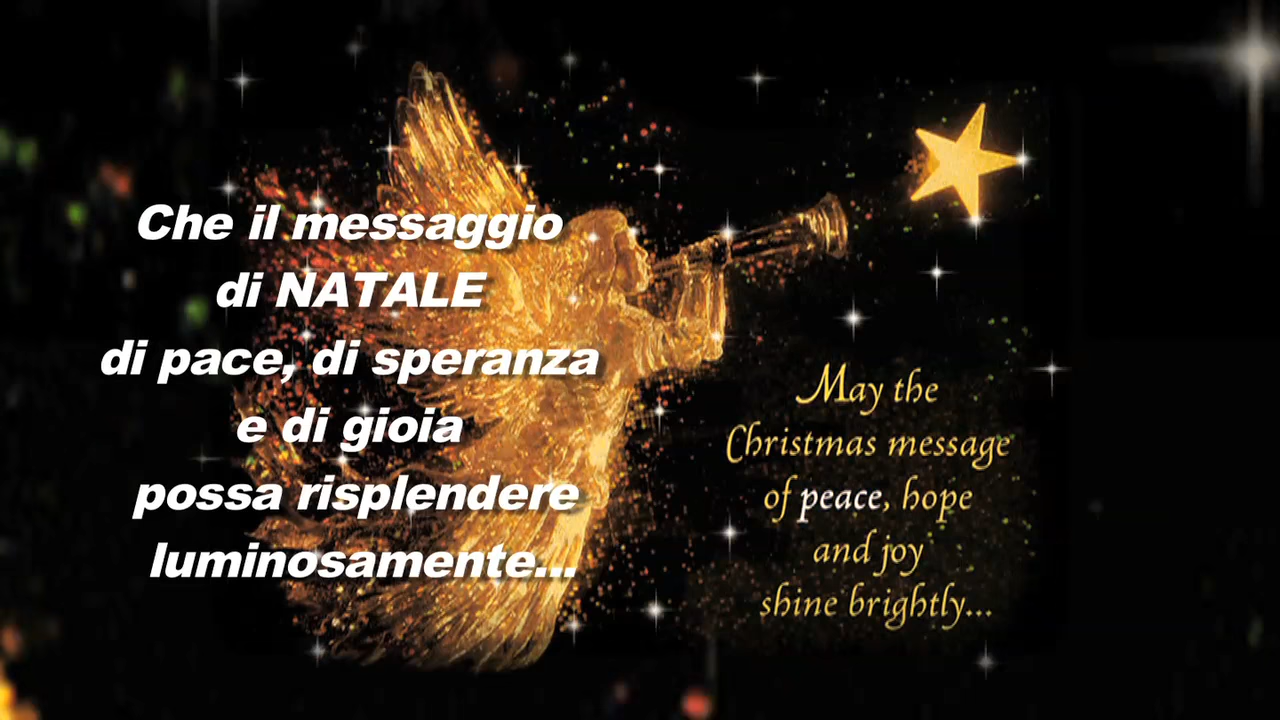 Che il messaggio
di NATALE
di pace, di speranza
e di gioia
possa risplendere
luminosamente...
May the
Christmas message
of peace, hope
and joy
shine brightly...